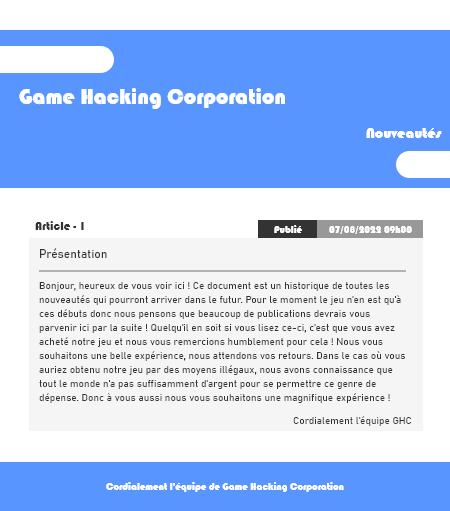 Game Hacking Corporation
Nouveautés
Article - 1
Publié
07/08/2022 09h00
Présentation
Bonjour, heureux de vous voir ici ! Ce document est un historique de toutes les
nouveautés qui pourront arriver dans le futur. Pour le moment le jeu n'en est qu'à
ces débuts donc nous pensons que beaucoup de publications devrais vous
parvenir ici par la suite ! Quelqu'il en soit si vous lisez ce-ci, c'est que vous avez
acheté notre jeu et nous vous remercions humblement pour cela ! Nous vous
souhaitons une belle expérience, nous attendons vos retours. Dans le cas où vous
auriez obtenu notre jeu par des moyens illégaux, nous avons connaissance que
tout le monde n'a pas suffisamment d'argent pour se permettre ce genre de
dépense. Donc à vous aussi nous vous souhaitons une magnifique expérience !
Cordialement l'équipe GHC
Cordialement l'équipe de Game Hacking Corporation